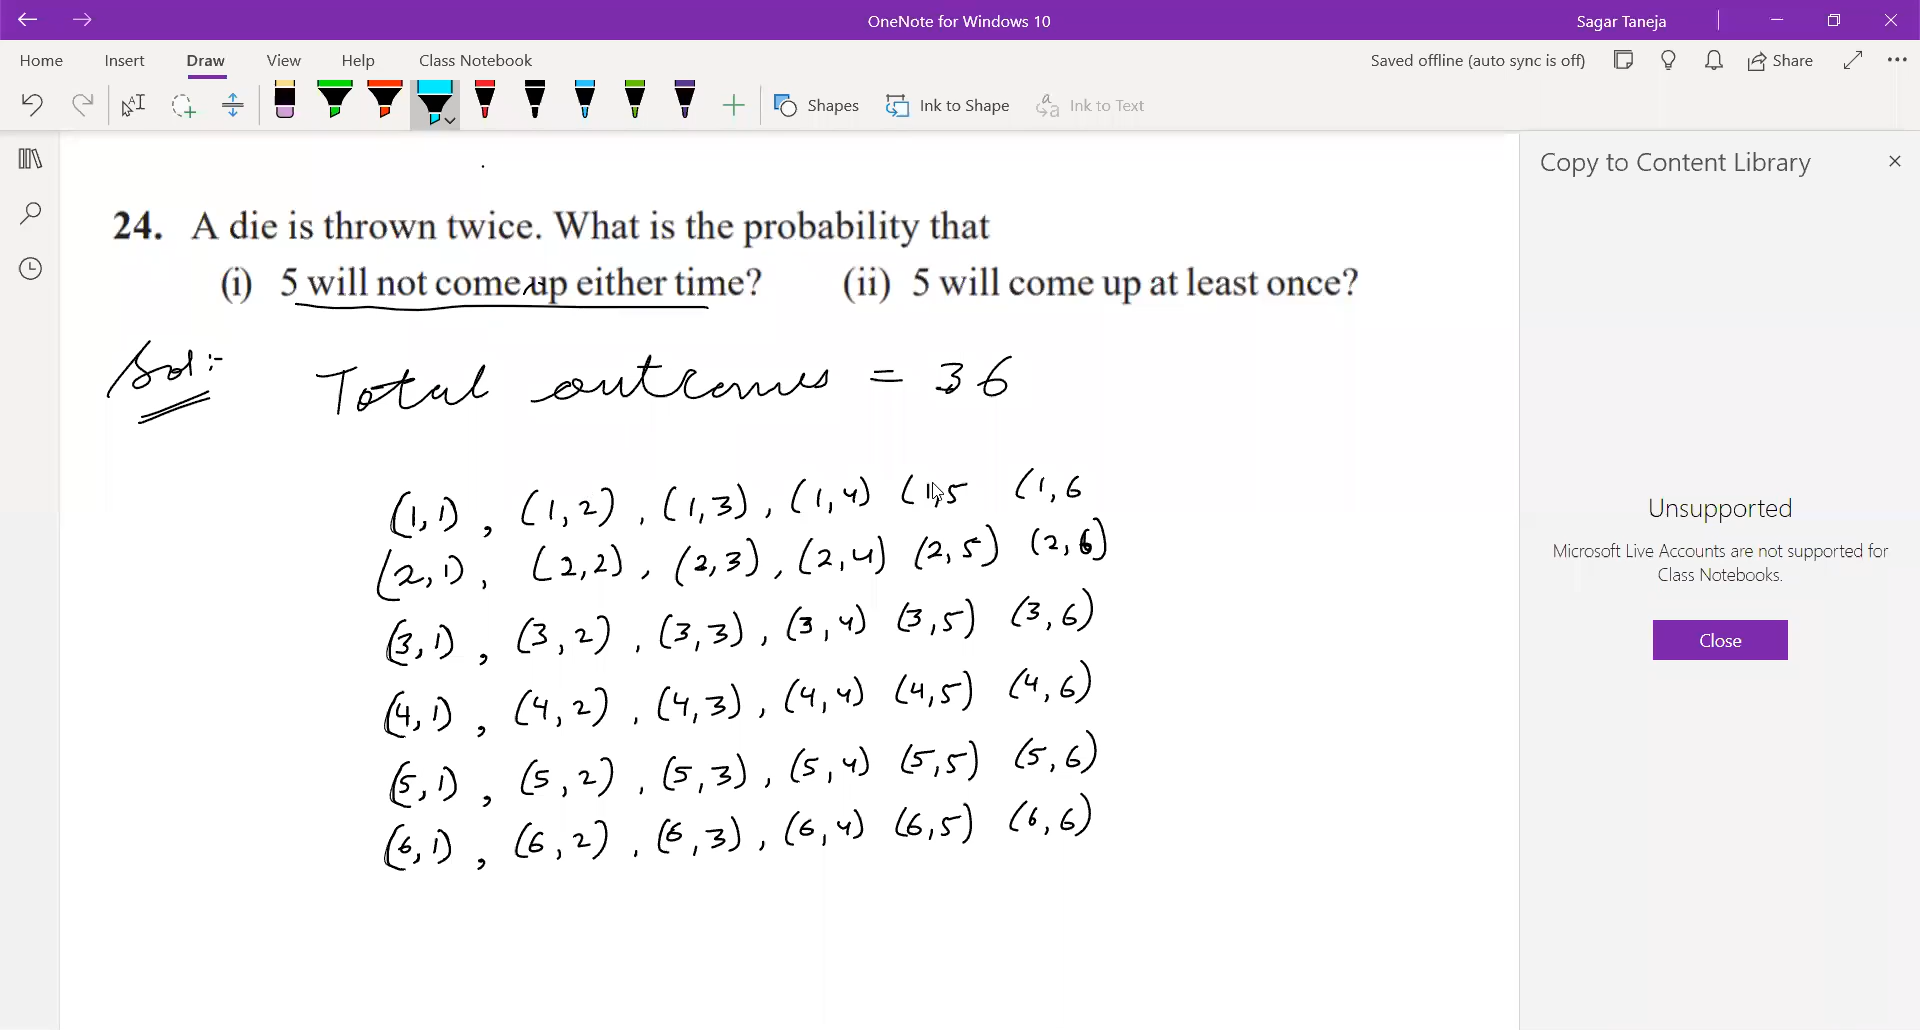 OneNote for Windows 10
Sagar Taneja
Home Insert Draw View Help Class Notebook
Saved offline (auto sync is off)
Share
Shapes
Ink to Shape
Ink to Text
Copy to Content Library
24. A die is thrown twice. What is the probability that
(i) 5 will not come up either time? (ii) 5 will come up at least once?
Sol:- Total outcomes = 36
(1,1), (1,2), (1,3), (1,4) (1,5 (1,6
(2,1), (2,2), (2,3), (2,4) (2,5) (2,6)
(3,1), (3,2), (3,3), (3,4) (3,5) (3,6)
(4,1), (4,2), (4,3), (4,4) (4,5) (4,6)
(5,1), (5,2), (5,3), (5,4) (5,5) (5,6)
(6,1), (6,2), (6,3), (6,4) (6,5) (6,6)
Unsupported
Microsoft Live Accounts are not supported for
Class Notebooks.
Close